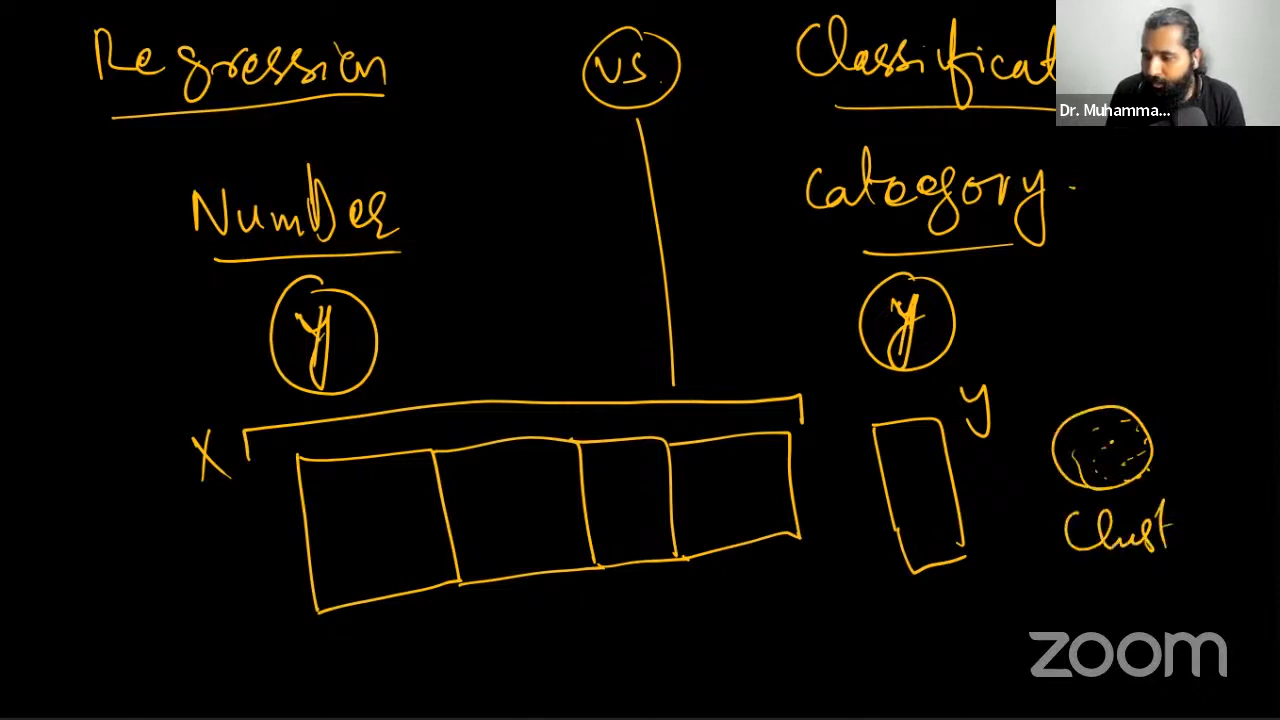 Regression vs. Classificat
Dr. Muhamma...
Number category.
y y
X y
Clust
zoom